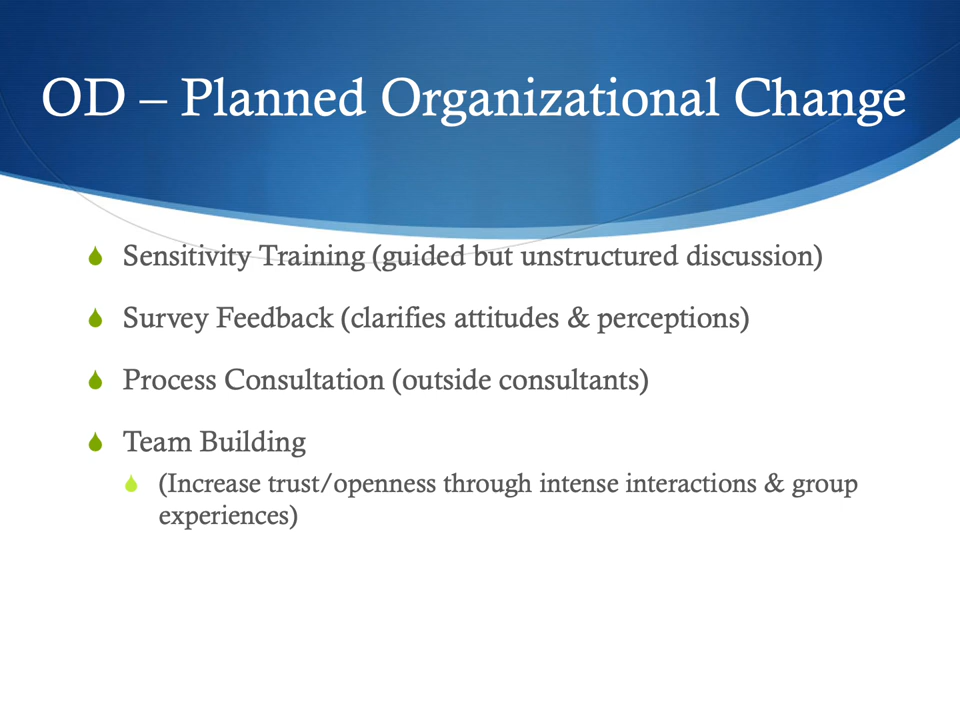 OD – Planned Organizational Change
Sensitivity Training (guided but unstructured discussion)
Survey Feedback (clarifies attitudes & perceptions)
Process Consultation (outside consultants)
Team Building
(Increase trust/openness through intense interactions & group
experiences)